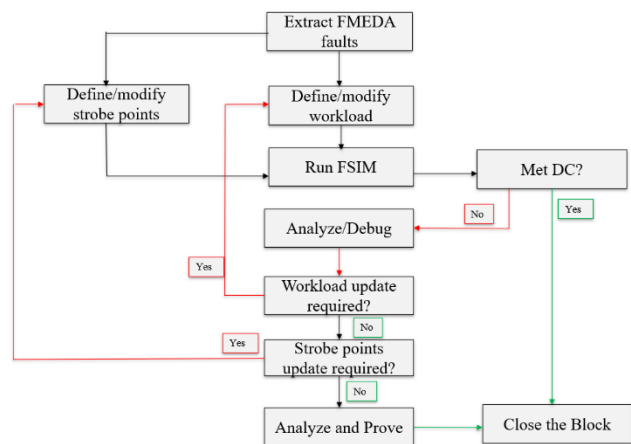 Extract FMEDA
faults
Define/modify
strobe points
Define/modify
workload
Run FSIM
Met DC?
No
Yes
Analyze/Debug
Yes
Workload update
required?
No
Yes
Strobe points
update required?
No
Analyze and Prove
Close the Block